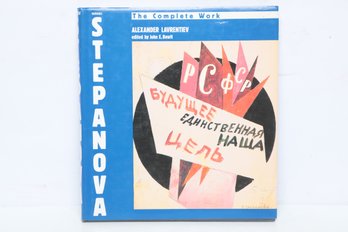 The Complete Work
ALEXANDER LAVRENTIEV
edited by John E. Bowlt
STEPANOVA
РСФСР
БУДУЩЕЕ
ЕДИНСТВЕННАЯ
НАША
ЦЕЛЬ